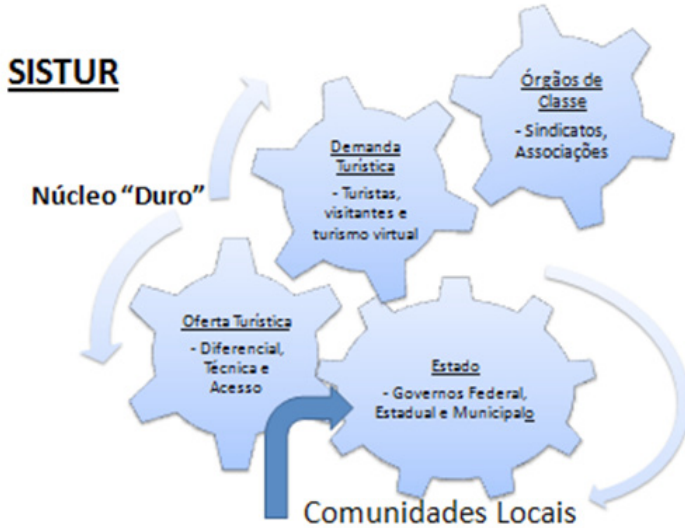 SISTUR
Núcleo “Duro”
Órgãos de
Classe
- Sindicatos,
Associações
Demanda
Turística
- Turistas,
visitantes e
turismo virtual
Oferta Turística
- Diferencial,
Técnica e
Acesso
Estado
- Governos Federal,
Estadual e Municipalo
Comunidades Locais